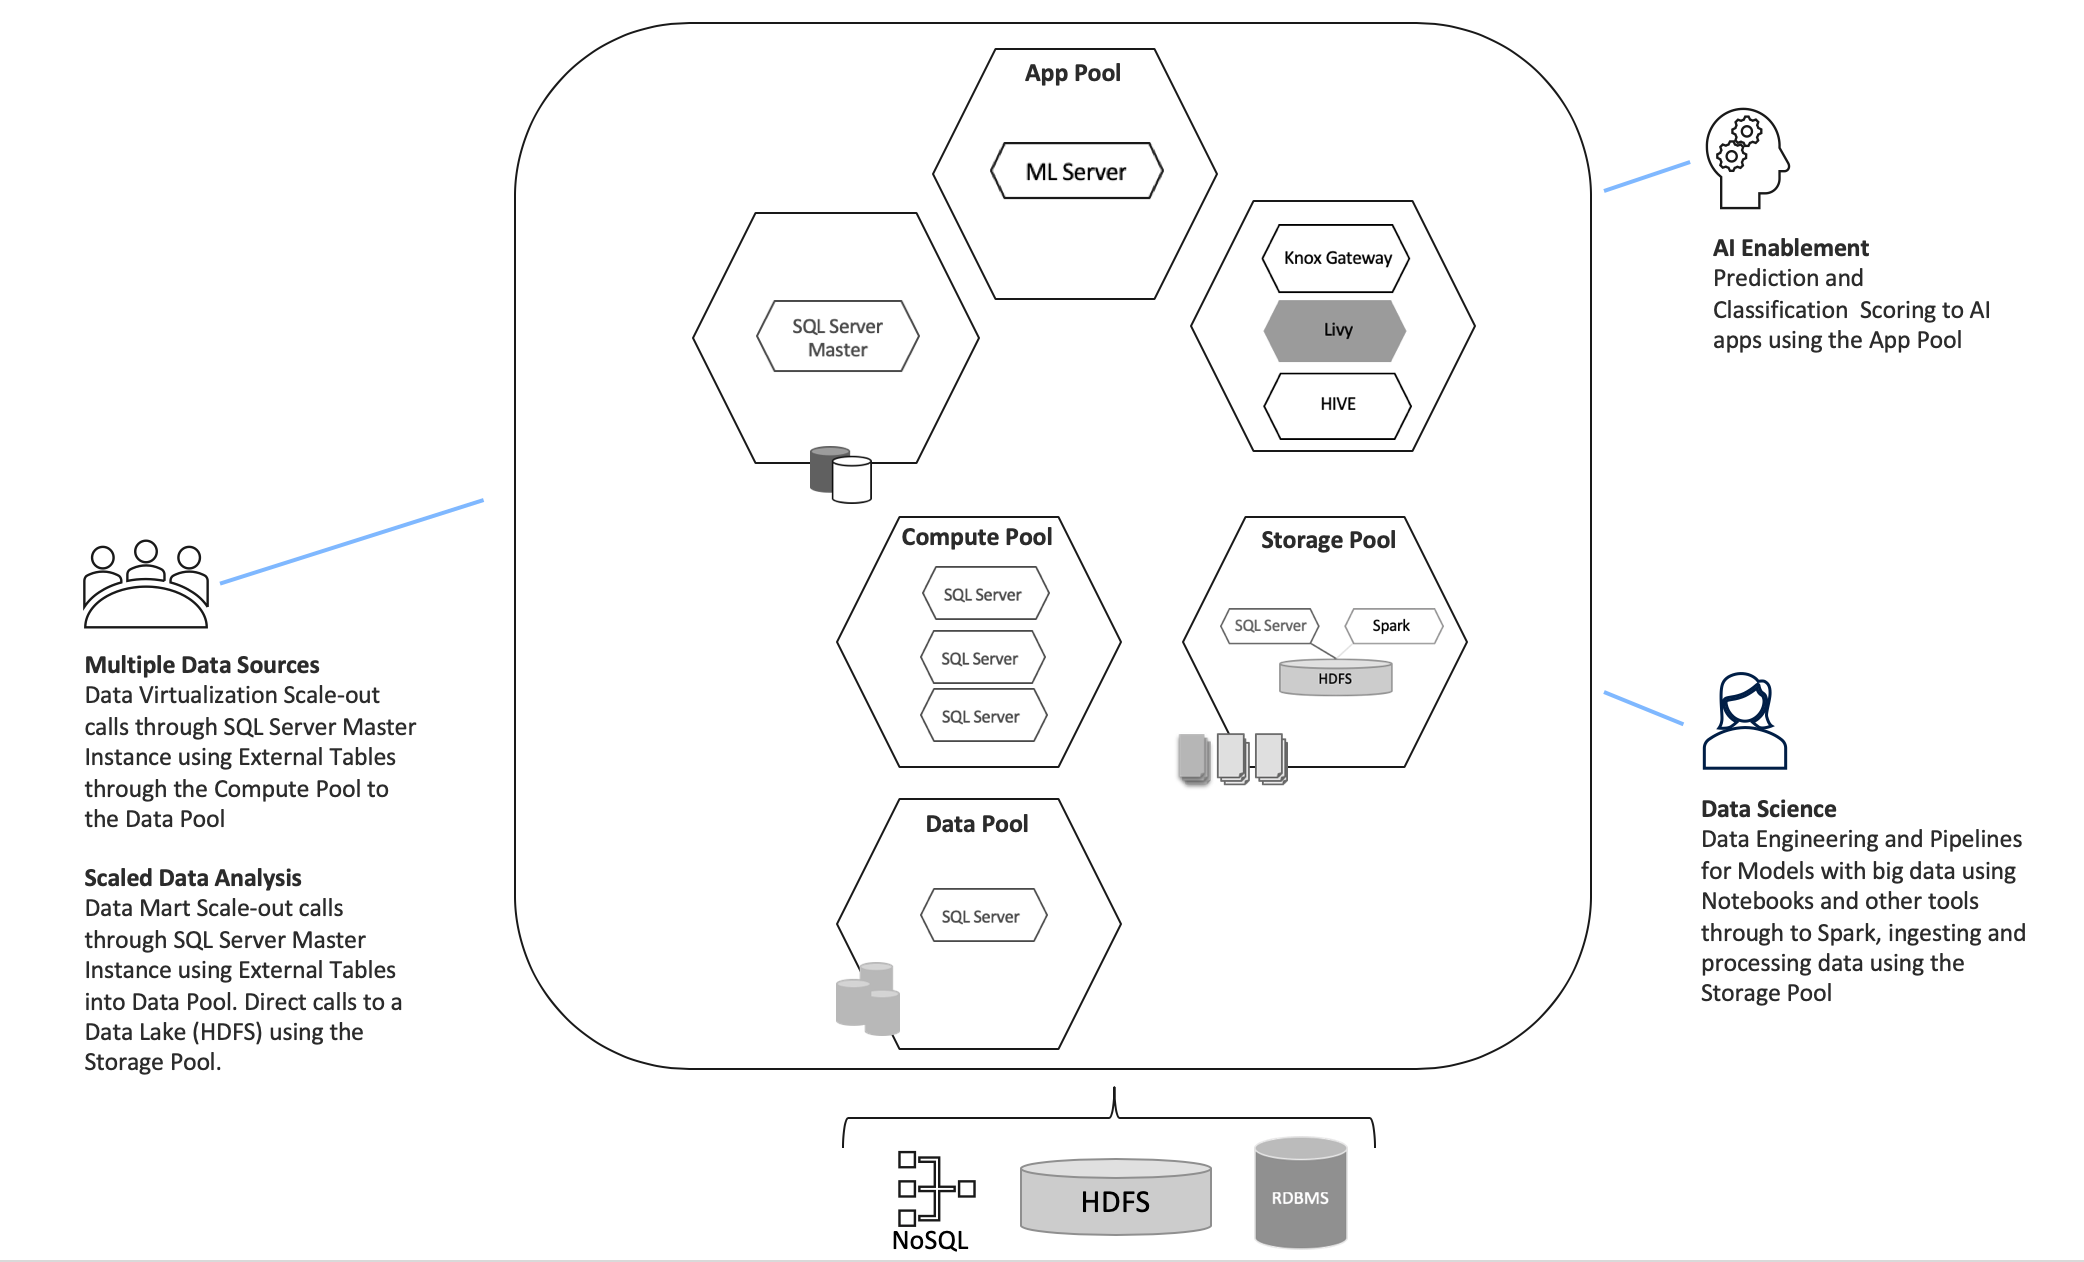 App Pool
ML Server
SQL Server
Master
Knox Gateway
Livy
HIVE
Compute Pool
SQL Server
SQL Server
SQL Server
Storage Pool
SQL Server
Spark
HDFS
Data Pool
SQL Server
Multiple Data Sources
Data Virtualization Scale-out
calls through SQL Server Master
Instance using External Tables
through the Compute Pool to
the Data Pool
Scaled Data Analysis
Data Mart Scale-out calls
through SQL Server Master
Instance using External Tables
into Data Pool. Direct calls to a
Data Lake (HDFS) using the
Storage Pool.
AI Enablement
Prediction and
Classification  Scoring to AI
apps using the App Pool
Data Science
Data Engineering and Pipelines
for Models with big data using
Notebooks and other tools
through to Spark, ingesting and
processing data using the
Storage Pool
NoSQL
HDFS
RDBMS